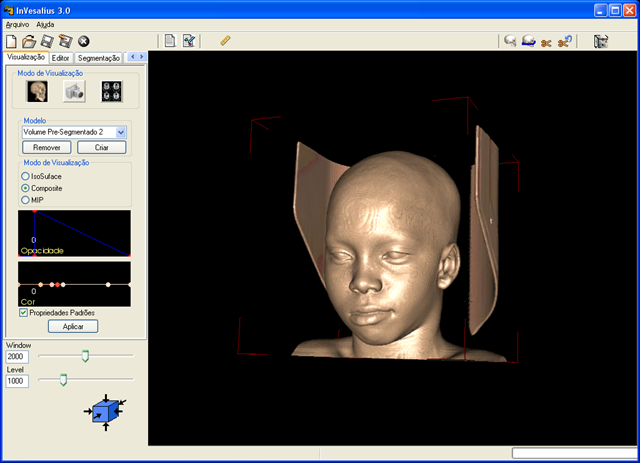 InVesalius 3.0
Arquivo Ajuda
Visualização Editor Segmentação
Modo de Visualização
Modelo
Volume Pre-Segmentado 2
Remover Criar
Modo de Visualização
IsoSuface
Composite
MIP
0
Opacidade
0
Cor
Propriedades Padrões
Aplicar
Window
2000
Level
1000